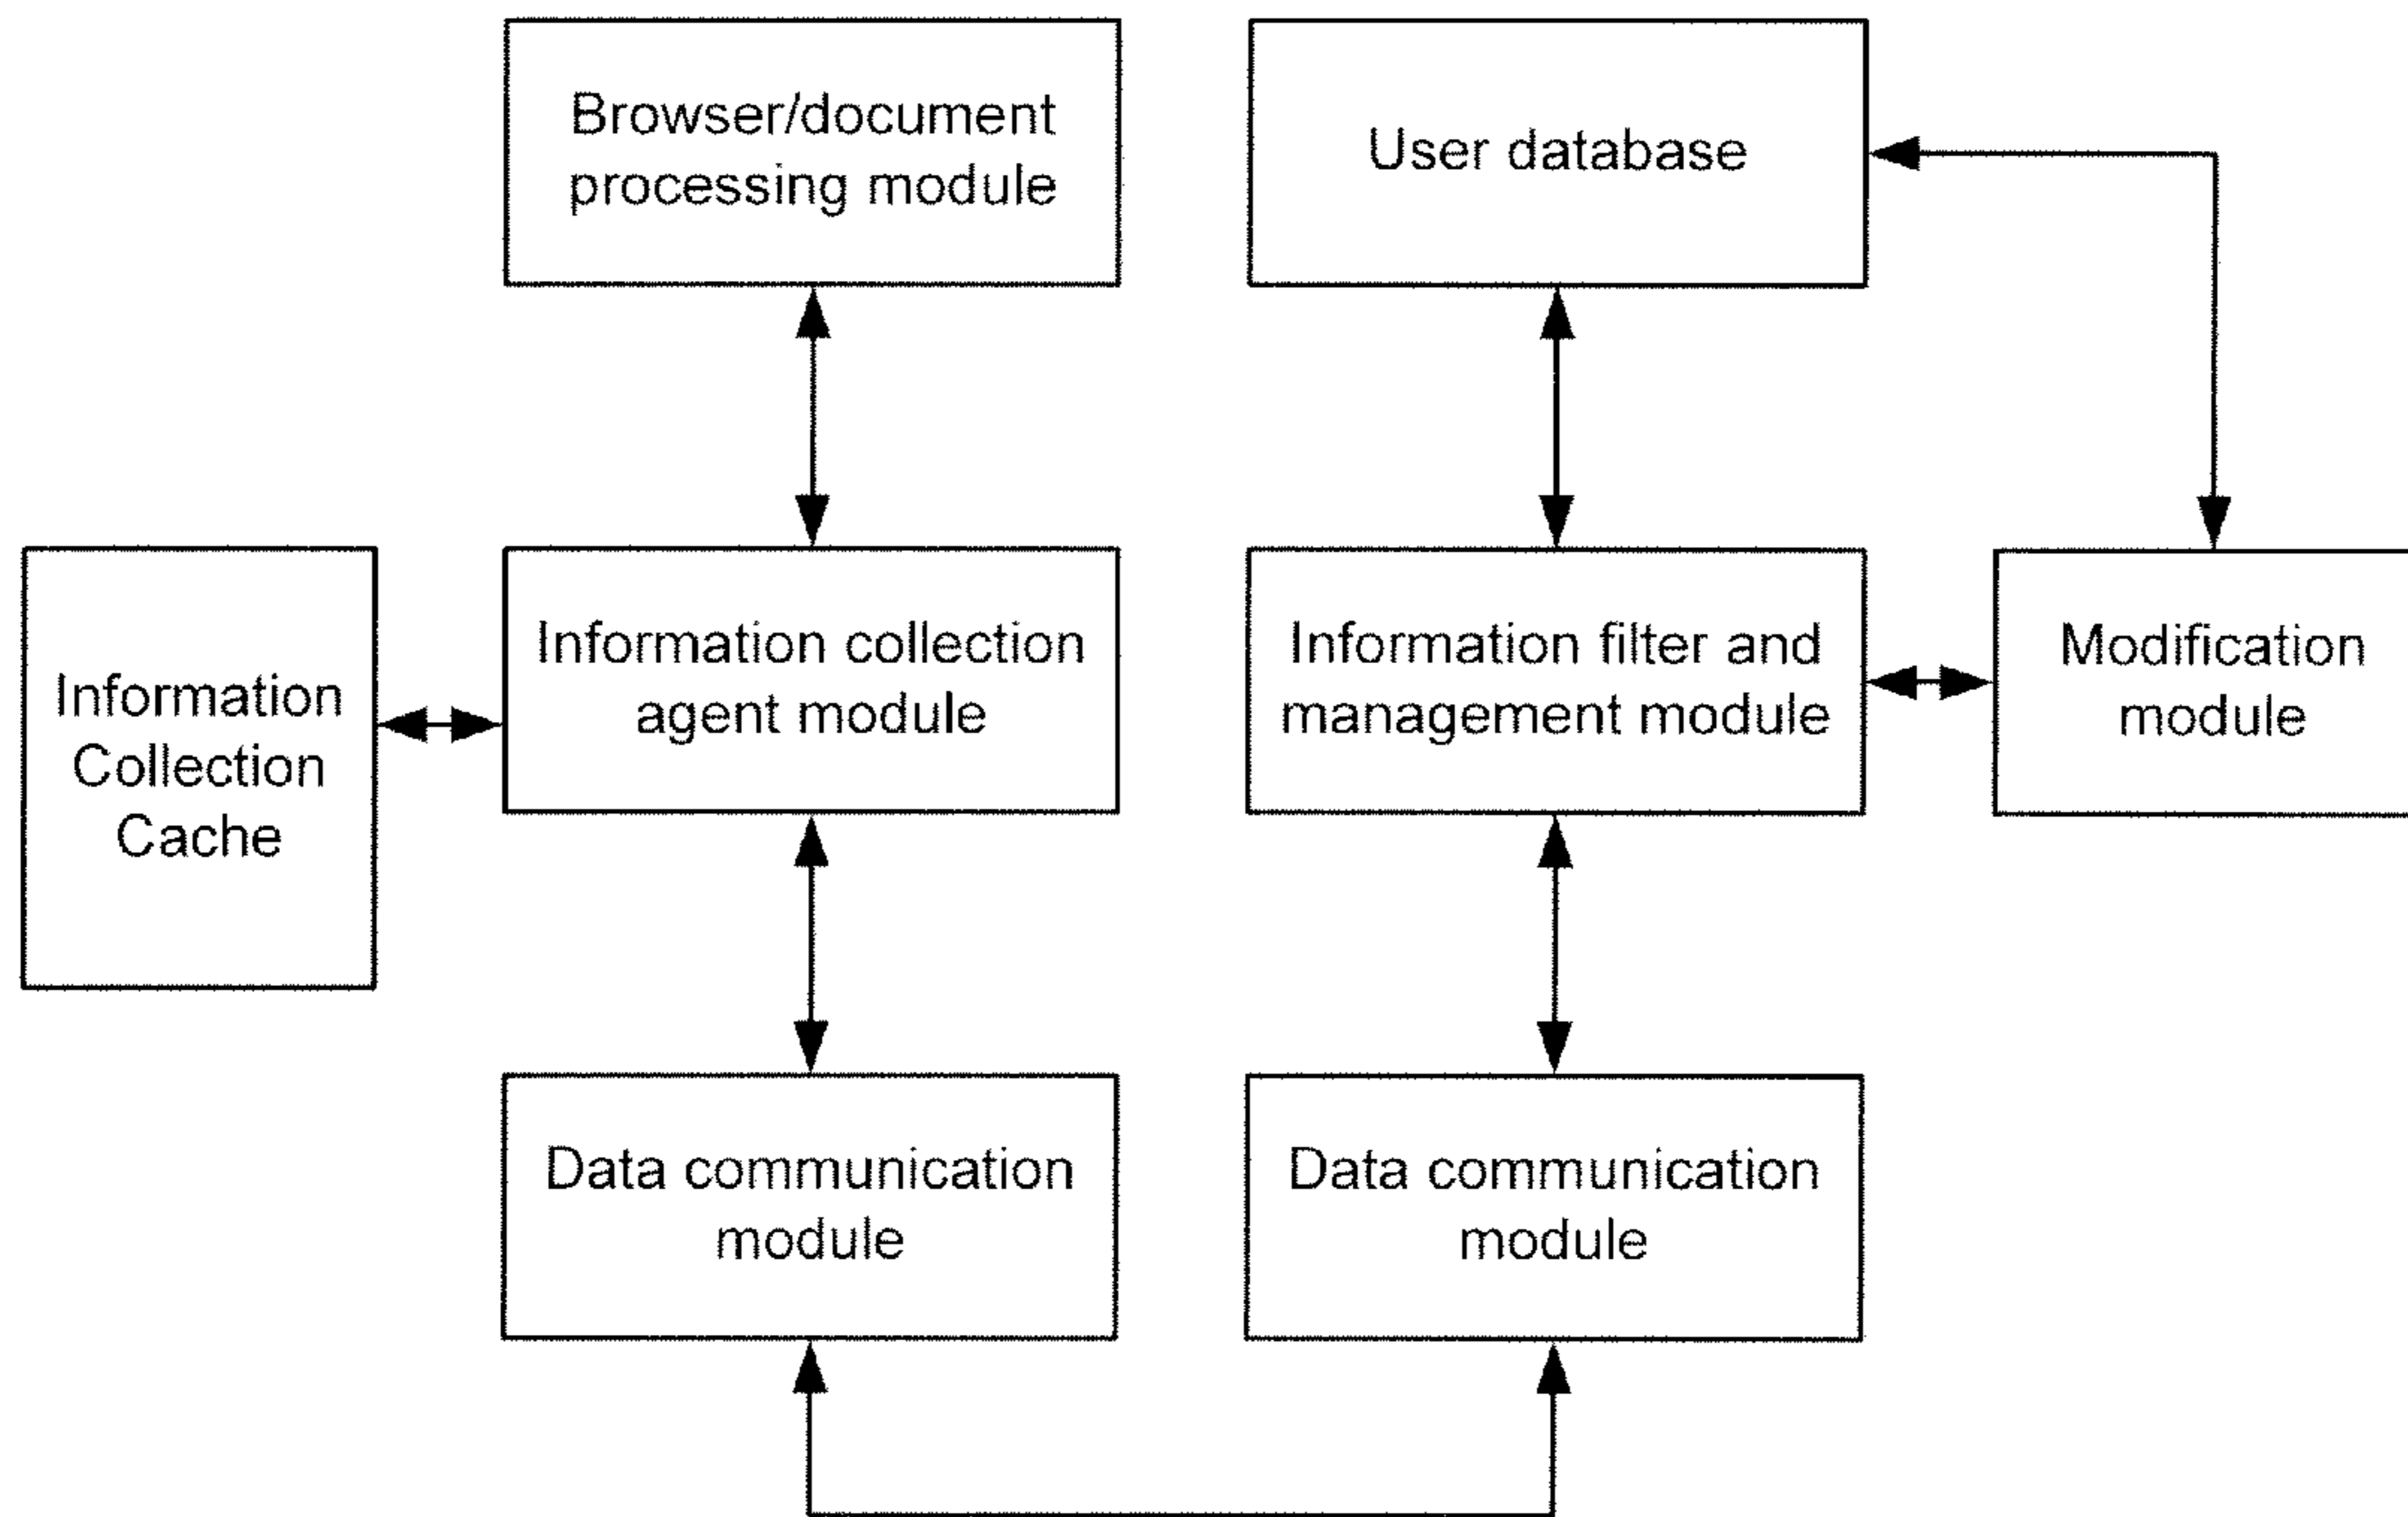 Browser/document
processing module
User database
Information
Collection
Cache
Information collection
agent module
Information filter and
management module
Modification
module
Data communication
module
Data communication
module